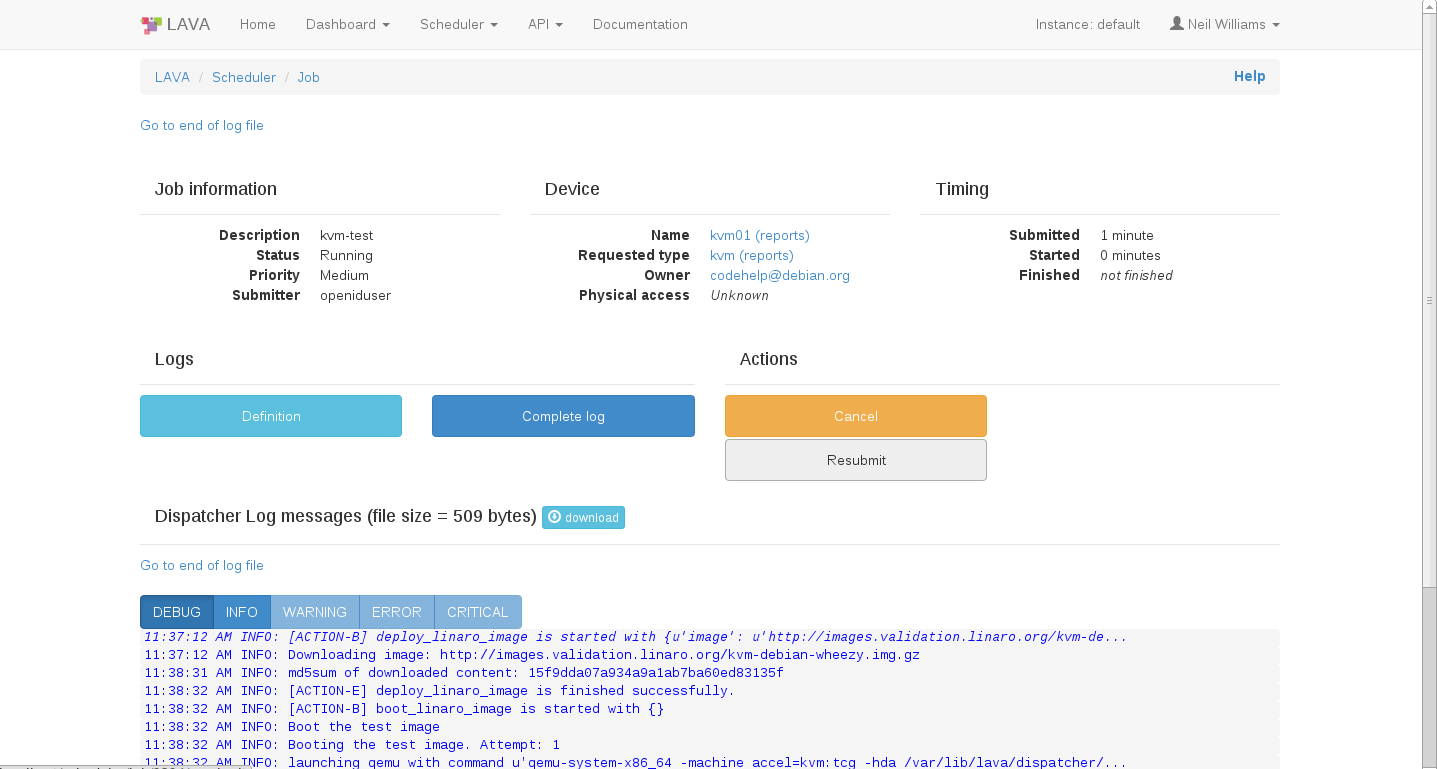 LAVA Home Dashboard Scheduler API Documentation Instance: default Neil Williams
LAVA / Scheduler / Job Help
Go to end of log file
Job information Device Timing
Description kvm-test Name kvm01 (reports) Submitted 1 minute
Status Running Requested type kvm (reports) Started 0 minutes
Priority Medium Owner codehelp@debian.org Finished not finished
Submitter openiduser Physical access Unknown
Logs Actions
Definition Complete log Cancel
Resubmit
Dispatcher Log messages (file size = 509 bytes) download
Go to end of log file
DEBUG INFO WARNING ERROR CRITICAL
11:37:12 AM INFO: [ACTION-B] deploy_linaro_image is started with {u'image': u'http://images.validation.linaro.org/kvm-de...
11:37:12 AM INFO: Downloading image: http://images.validation.linaro.org/kvm-debian-wheezy.img.gz
11:38:31 AM INFO: md5sum of downloaded content: 15f9dda07a934a9a1ab7ba60ed83135f
11:38:32 AM INFO: [ACTION-E] deploy_linaro_image is finished successfully.
11:38:32 AM INFO: [ACTION-B] boot_linaro_image is started with {}
11:38:32 AM INFO: Boot the test image
11:38:32 AM INFO: Booting the test image. Attempt: 1
11:38:32 AM INFO: launching qemu with command u'qemu-system-x86_64 -machine accel=kvm:tcg -hda /var/lib/lava/dispatcher/...